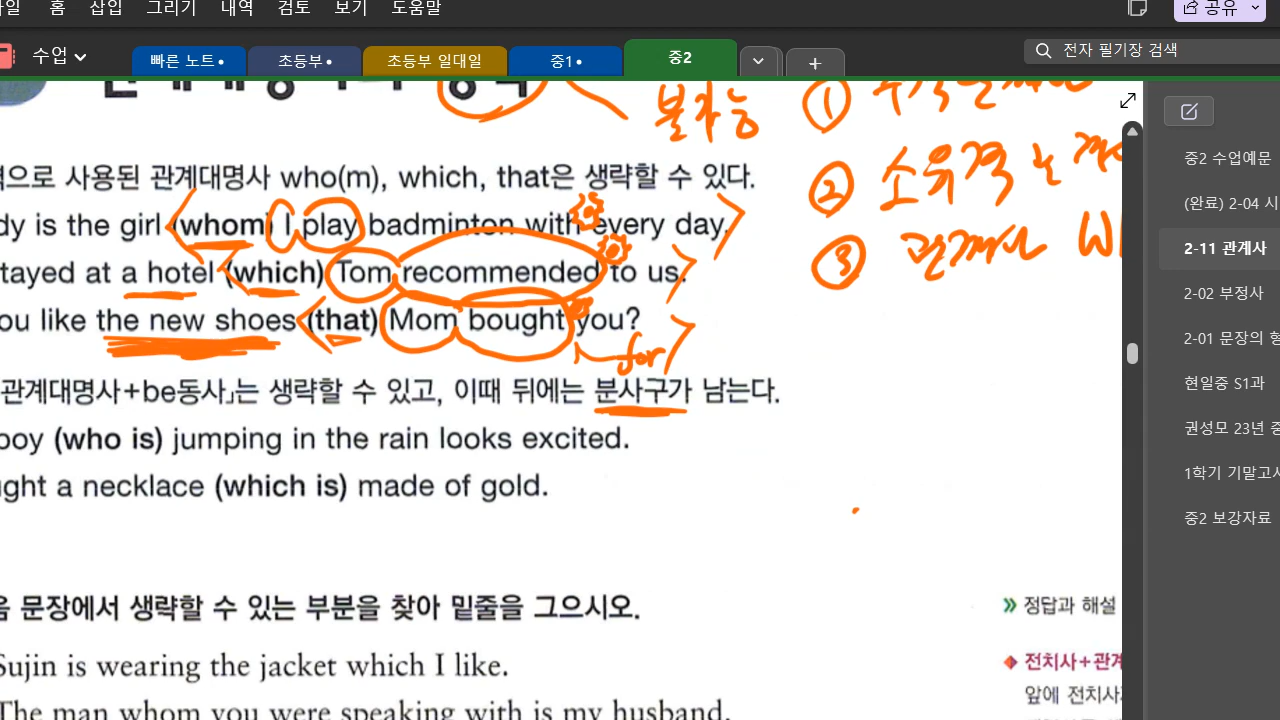 홈 삽입 그리기 내역 검토 보기 도움말
공유
수업
빠른 노트
초등부
초등부 일대일
중1
중2
전자 필기장 검색
불가능
①
으로 사용된 관계대명사 who(m), which, that은 생략할 수 있다.
② 소유격는
dy is the girl (whom) I play badminton with every day.
③ 관계사
tayed at a hotel (which) Tom recommended to us.
ou like the new shoes (that) Mom bought you?
for
관계대명사+be동사」는 생략할 수 있고, 이때 뒤에는 분사구가 남는다.
boy (who is) jumping in the rain looks excited.
ught a necklace (which is) made of gold.
문장에서 생략할 수 있는 부분을 찾아 밑줄을 그으시오.
Sujin is wearing the jacket which I like.
The man whom you were speaking with is my husband.
정답과 해설
전치사+관계
앞에 전치사
중2 수업예문
(완료) 2-04 시
2-11 관계사
2-02 부정사
2-01 문장의 형
현일중 S1과
권성모 23년 중
1학기 기말고사
중2 보강자료